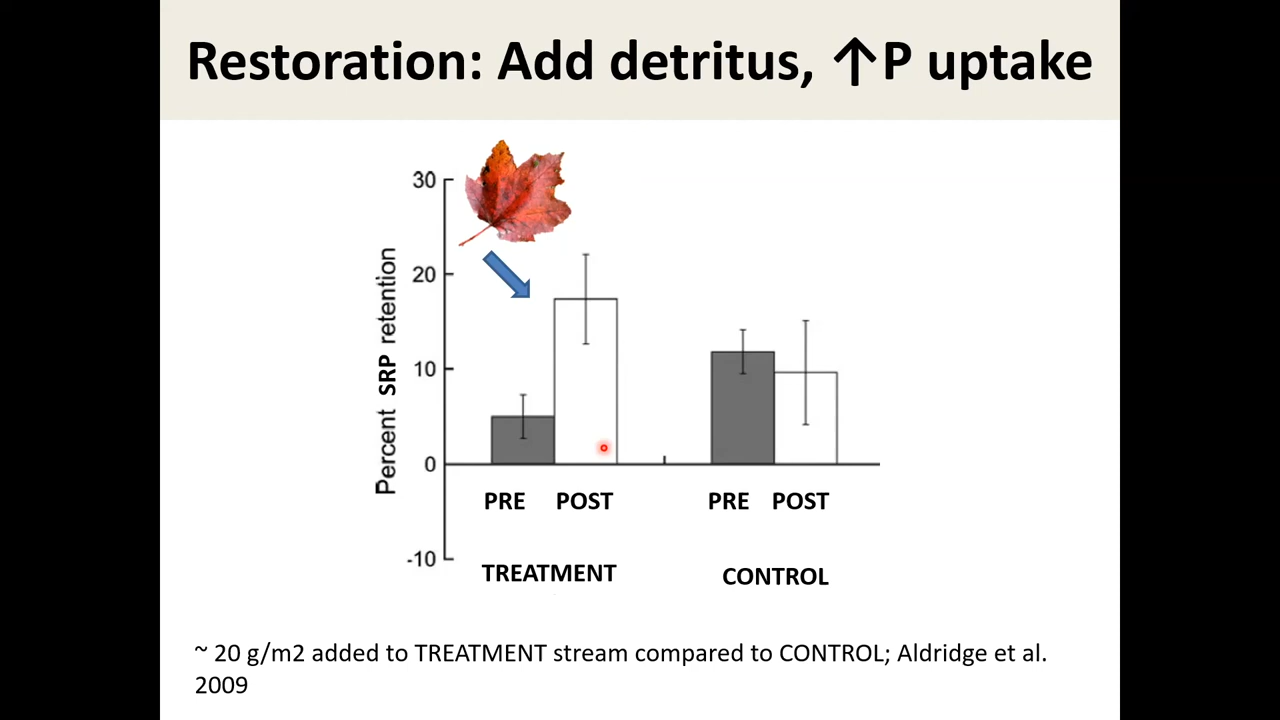 Restoration: Add detritus, ↑P uptake
30
20
10
0
-10
Percent SRP retention
PRE POST
PRE POST
TREATMENT
CONTROL
~ 20 g/m2 added to TREATMENT stream compared to CONTROL; Aldridge et al.
2009